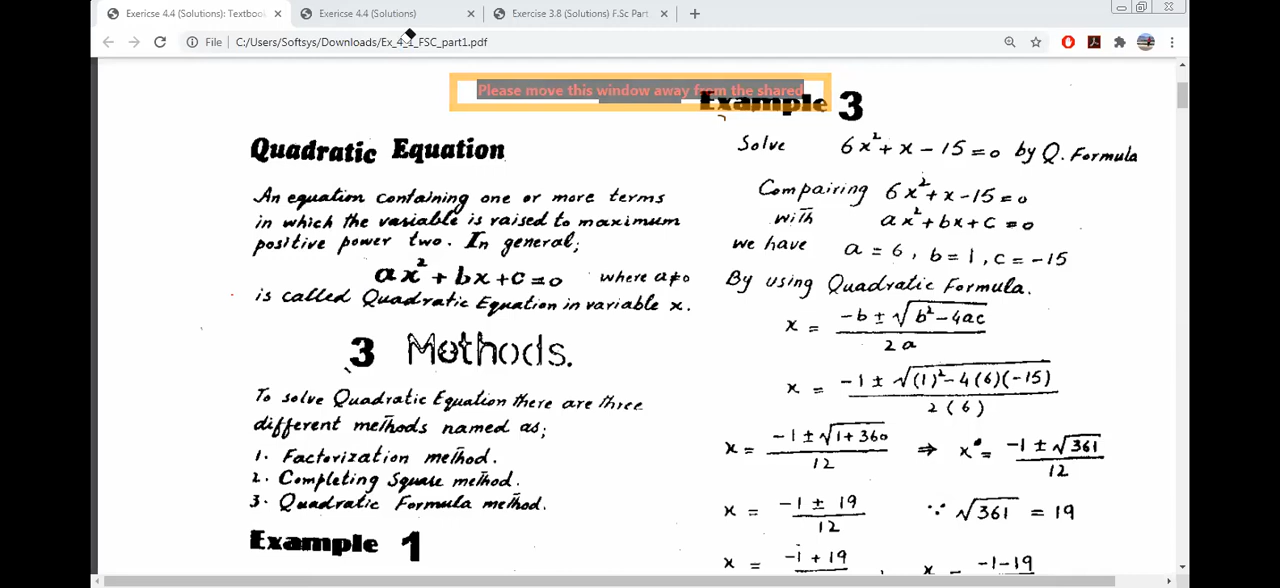 Exericse 4.4 (Solutions): Textbook
Exericse 4.4 (Solutions)
Exercise 3.8 (Solutions) F.Sc Part
File
C:/Users/Softsys/Downloads/Ex_4_1_FSC_part1.pdf
Please move this window away from the shared
Quadratic Equation
An equation containing one or more terms
in which the variable is raised to maximum
positive power two. In general;
ax² + bx + c = 0 where a≠0
is called Quadratic Equation in variable x.
3 Methods.
To solve Quadratic Equation there are three
different methods named as;
1. Factorization method.
2. Completing Square method.
3. Quadratic Formula method.
Example 1
Example 3
Solve 6x² + x - 15 = 0 by Q. Formula
Compairing 6x² + x - 15 = 0
with ax² + bx + c = 0
we have a = 6, b = 1, c = -15
By using Quadratic Formula.
x = (-b ± √(b² - 4ac)) / 2a
x = (-1 ± √((1)² - 4(6)(-15))) / 2(6)
x = (-1 ± √(1 + 360)) / 12 ⇒ x = (-1 ± √361) / 12
x = (-1 ± 19) / 12 ∵ √361 = 19
x = -1 + 19 , x = -1 - 19